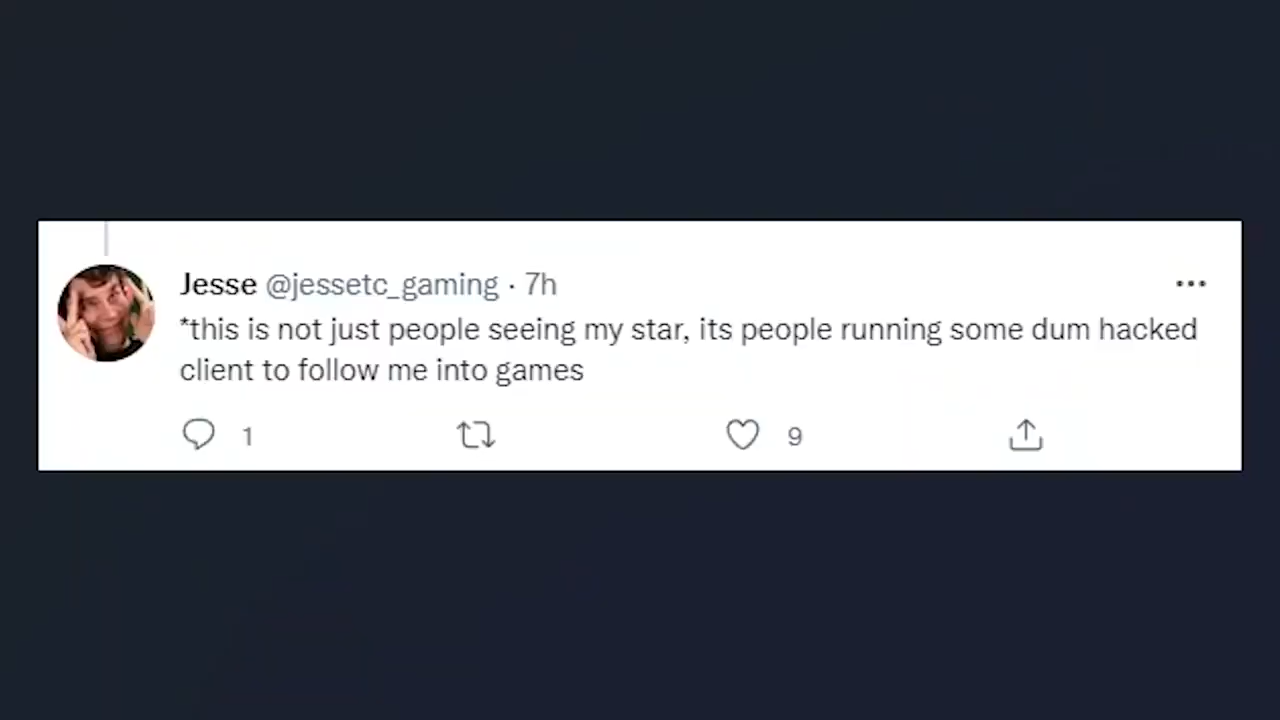 Jesse @jessetc_gaming · 7h
*this is not just people seeing my star, its people running some dum hacked
client to follow me into games
1 9